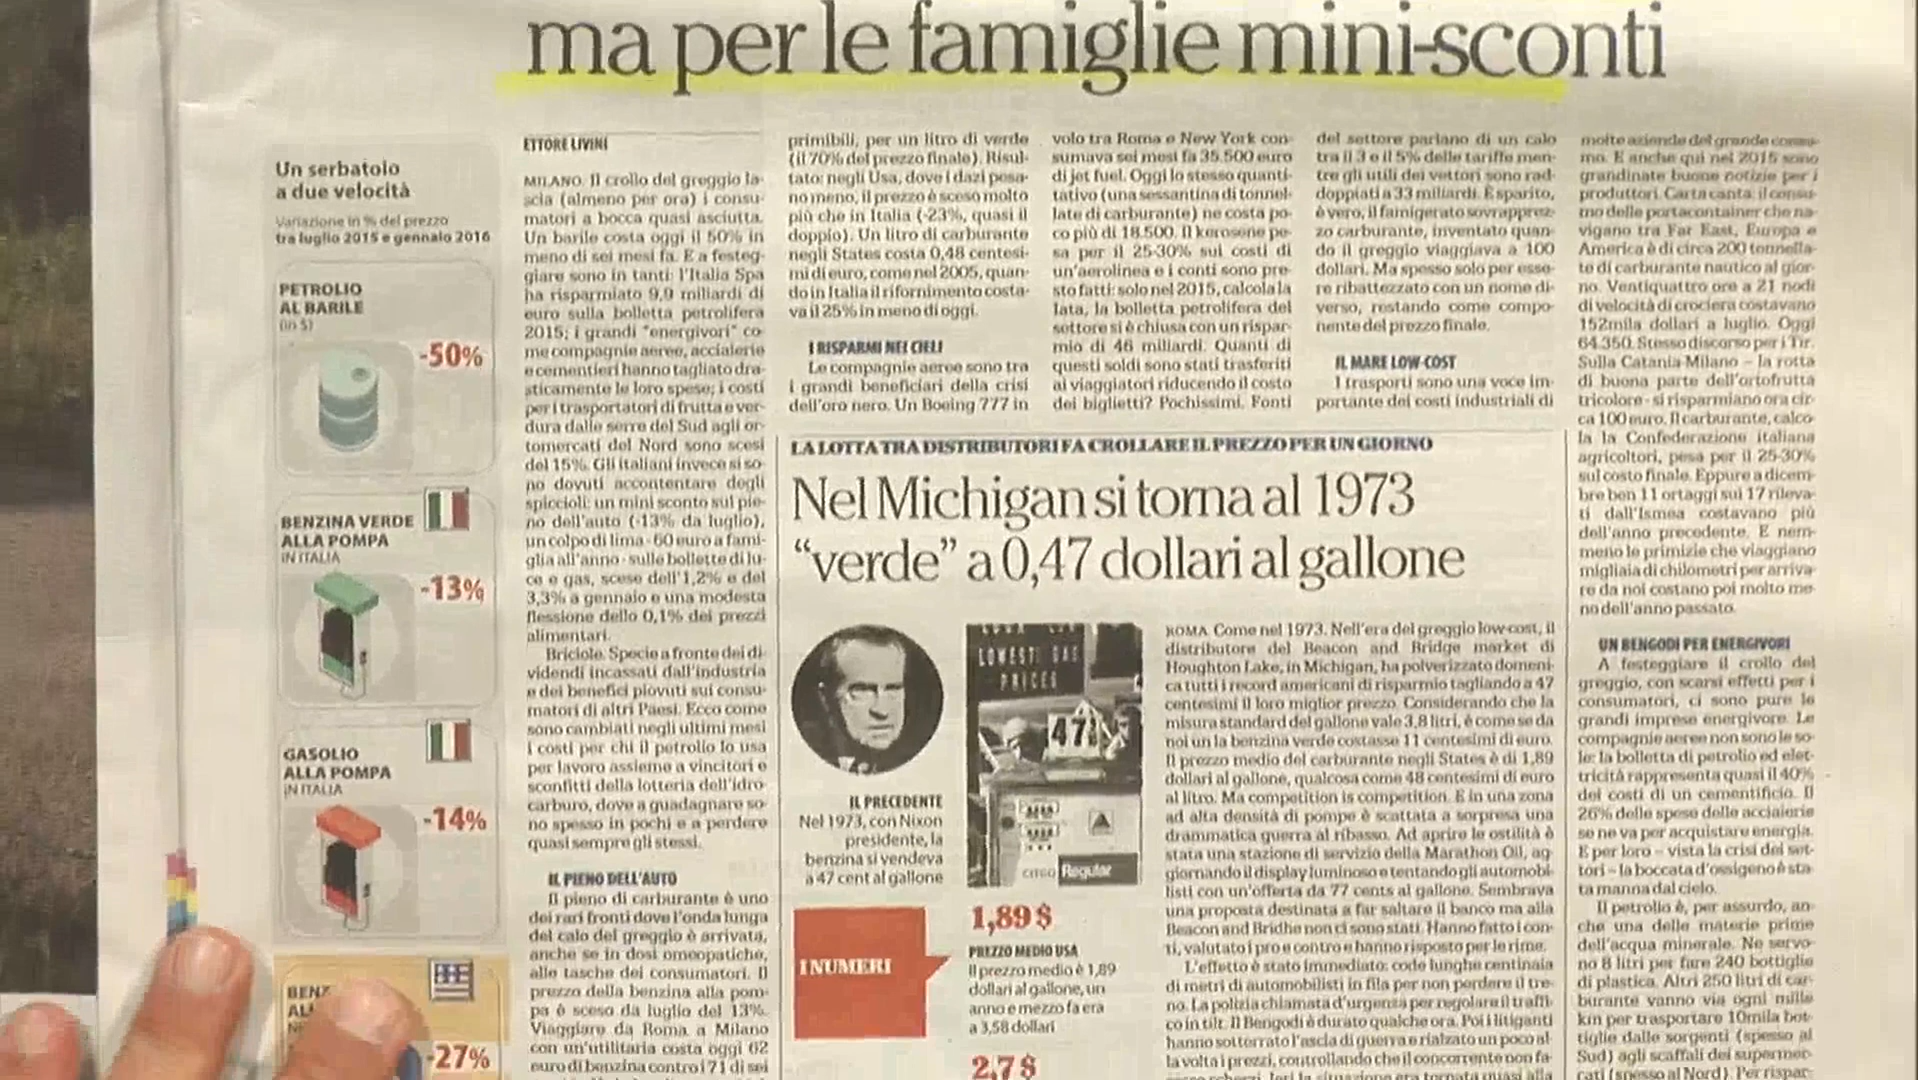 ma per le famiglie mini-sconti
Un serbatoio
a due velocità
Variazione in % del prezzo
tra luglio 2015 e gennaio 2016
PETROLIO
AL BARILE
(in $)
-50%
BENZINA VERDE
ALLA POMPA
IN ITALIA
-13%
GASOLIO
ALLA POMPA
IN ITALIA
-14%
BENZ
AL
-27%
ETTORE LIVINI
MILANO. Il crollo del greggio la-
scia (almeno per ora) i consu-
matori a bocca quasi asciutta.
Un barile costa oggi il 50% in
meno di sei mesi fa. E a festeg-
giare sono in tanti: l'Italia Spa
ha risparmiato 9,9 miliardi di
euro sulla bolletta petrolifera
2015; i grandi "energivori" co-
me compagnie aeree, acciaierie
e cementieri hanno tagliato dra-
sticamente le loro spese; i costi
per i trasportatori di frutta e ver-
dura dalle serre del Sud agli or-
tomercati del Nord sono scesi
del 15%. Gli italiani invece si so-
no dovuti accontentare degli
spiccioli: un mini sconto sul pie-
no dell'auto (-13% da luglio),
un colpo di lima - 60 euro a fami-
glia all'anno - sulle bollette di lu-
ce e gas, scese dell'1,2% e del
3,3% a gennaio e una modesta
flessione dello 0,1% dei prezzi
alimentari.
Briciole. Specie a fronte dei di-
videndi incassati dall'industria
e dei benefici piovuti sui consu-
matori di altri Paesi. Ecco come
sono cambiati negli ultimi mesi
i costi per chi il petrolio lo usa
per lavoro assieme a vincitori e
sconfitti della lotteria dell'idro-
carburo, dove a guadagnare so-
no spesso in pochi e a perdere
quasi sempre gli stessi.
IL PIENO DELL'AUTO
Il pieno di carburante è uno
dei rari fronti dove l'onda lunga
del calo del greggio è arrivata,
anche se in dosi omeopatiche,
alle tasche dei consumatori. Il
prezzo della benzina alla pom-
pa è sceso da luglio del 13%.
Viaggiare da Roma a Milano
con un'utilitaria costa oggi 62
euro di benzina contro i 71 di sei
primibili, per un litro di verde
(il 70% del prezzo finale). Risul-
tato: negli Usa, dove i dazi pesa-
no meno, il prezzo è sceso molto
più che in Italia (-23%, quasi il
doppio). Un litro di carburante
negli States costa 0,48 centesi-
mi di euro, come nel 2005, quan-
do in Italia il rifornimento costa-
va il 25% in meno di oggi.
I RISPARMI NEI CIELI
Le compagnie aeree sono tra
i grandi beneficiari della crisi
dell'oro nero. Un Boeing 777 in
volo tra Roma e New York con-
sumava sei mesi fa 35.500 euro
di jet fuel. Oggi lo stesso quanti-
tativo (una sessantina di tonnel-
late di carburante) ne costa po-
co più di 18.500. Il kerosene pe-
sa per il 25-30% sui costi di
un'aerolinea e i conti sono pre-
sto fatti: solo nel 2015, calcola la
Iata, la bolletta petrolifera del
settore si è chiusa con un rispar-
mio di 46 miliardi. Quanti di
questi soldi sono stati trasferiti
ai viaggiatori riducendo il costo
dei biglietti? Pochissimi. Fonti
del settore parlano di un calo
tra il 3 e il 5% delle tariffe men-
tre gli utili dei vettori sono rad-
doppiati a 33 miliardi. È sparito,
è vero, il famigerato sovrapprez-
zo carburante, inventato quan-
do il greggio viaggiava a 100
dollari. Ma spesso solo per esse-
re ribattezzato con un nome di-
verso, restando come compo-
nente del prezzo finale.
IL MARE LOW-COST
I trasporti sono una voce im-
portante dei costi industriali di
molte aziende del grande consu-
mo. E anche qui nel 2015 sono
grandinate buone notizie per i
produttori. Carta canta: il consu-
mo delle portacontainer che na-
vigano tra Far East, Europa e
America è di circa 200 tonnella-
te di carburante nautico al gior-
no. Ventiquattro ore a 21 nodi
di velocità di crociera costavano
152mila dollari a luglio. Oggi
64.350. Stesso discorso per i Tir.
Sulla Catania-Milano – la rotta
di buona parte dell'ortofrutta
tricolore - si risparmiano ora cir-
ca 100 euro. Il carburante, calco-
la la Confederazione italiana
agricoltori, pesa per il 25-30%
sul costo finale. Eppure a dicem-
bre ben 11 ortaggi sui 17 rileva-
ti dall'Ismea costavano più
dell'anno precedente. E nem-
meno le primizie che viaggiano
migliaia di chilometri per arriva-
re da noi costano poi molto me-
no dell'anno passato.
UN BENGODI PER ENERGIVORI
A festeggiare il crollo del
greggio, con scarsi effetti per i
consumatori, ci sono pure le
grandi imprese energivore. Le
compagnie aeree non sono le so-
le: la bolletta di petrolio ed elet-
tricità rappresenta quasi il 40%
dei costi di un cementificio. Il
26% delle spese delle acciaierie
se ne va per acquistare energia.
E per loro – vista la crisi dei set-
tori – la boccata d'ossigeno è sta-
ta manna dal cielo.
Il petrolio è, per assurdo, an-
che una delle materie prime
dell'acqua minerale. Ne servo-
no 8 litri per fare 240 bottiglie
di plastica. Altri 250 litri di car-
burante vanno via ogni mille
km per trasportare 10mila bot-
tiglie dalle sorgenti (spesso al
Sud) agli scaffali dei supermer-
cati (spesso al Nord). Per rispar-
LA LOTTA TRA DISTRIBUTORI FA CROLLARE IL PREZZO PER UN GIORNO
Nel Michigan si torna al 1973
"verde" a 0,47 dollari al gallone
IL PRECEDENTE
Nel 1973, con Nixon
presidente, la
benzina si vendeva
a 47 cent al gallone
LOWEST GAS
PRICES
47
CITGO Regular
I NUMERI
1,89 $
PREZZO MEDIO USA
Il prezzo medio è 1,89
dollari al gallone, un
anno e mezzo fa era
a 3,58 dollari
2,7 $
ROMA. Come nel 1973. Nell'era del greggio low-cost, il
distributore del Beacon and Bridge market di
Houghton Lake, in Michigan, ha polverizzato domeni-
ca tutti i record americani di risparmio tagliando a 47
centesimi il loro miglior prezzo. Considerando che la
misura standard del gallone vale 3,8 litri, è come se da
noi un la benzina verde costasse 11 centesimi di euro.
Il prezzo medio del carburante negli States è di 1,89
dollari al gallone, qualcosa come 48 centesimi di euro
al litro. Ma competition is competition. E in una zona
ad alta densità di pompe è scattata a sorpresa una
drammatica guerra al ribasso. Ad aprire le ostilità è
stata una stazione di servizio della Marathon Oil, ag-
giornando il display luminoso e tentando gli automobi-
listi con un'offerta da 77 cents al gallone. Sembrava
una proposta destinata a far saltare il banco ma alla
Beacon and Bridhe non ci sono stati. Hanno fatto i con-
ti, valutato i pro e contro e hanno risposto per le rime.
L'effetto è stato immediato: code lunghe centinaia
di metri di automobilisti in fila per non perdere il tre-
no. La polizia chiamata d'urgenza per regolare il traffi-
co in tilt. Il Bengodi è durato qualche ora. Poi i litiganti
hanno sotterrato l'ascia di guerra e rialzato un poco al-
la volta i prezzi, controllando che il concorrente non fa-